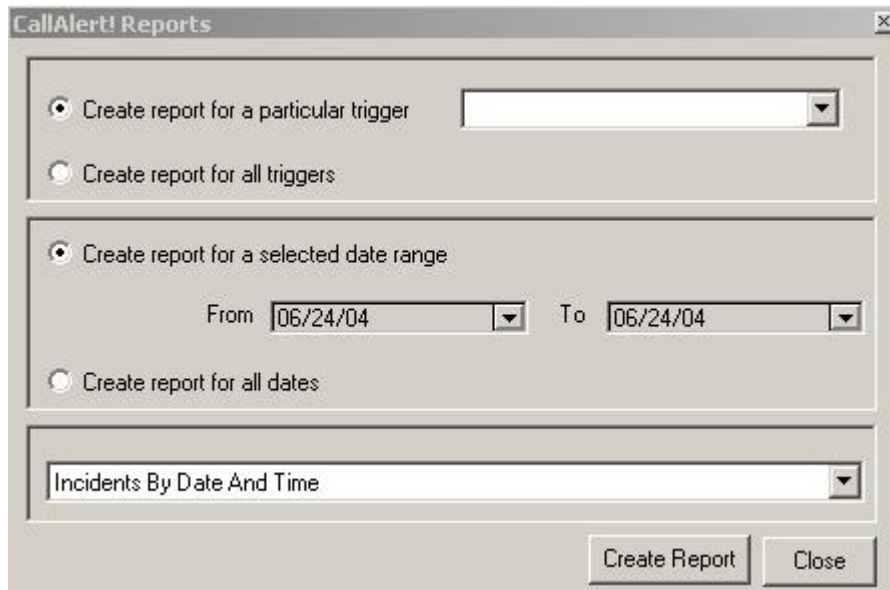 CallAlert! Reports
Create report for a particular trigger
Create report for all triggers
Create report for a selected date range
From 06/24/04 To 06/24/04
Create report for all dates
Incidents By Date And Time
Create Report Close